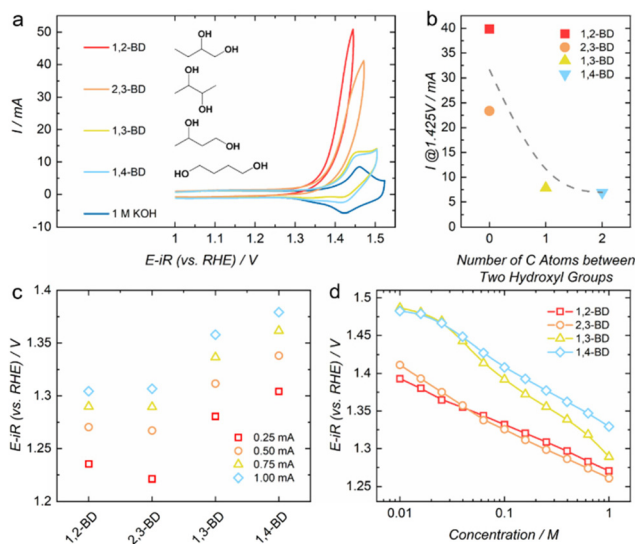 a
1,2-BD
2,3-BD
1,3-BD
1,4-BD
1 M KOH
OH
OH
OH
OH
OH
OH
HO
OH
I / mA
50
40
30
20
10
0
-10
1
1.1
1.2
1.3
1.4
1.5
E-iR (vs. RHE) / V
b
I @1.425V / mA
40
35
30
25
20
15
10
5
0
1,2-BD
2,3-BD
1,3-BD
1,4-BD
0
1
2
Number of C Atoms between
Two Hydroxyl Groups
c
E-iR (vs. RHE) / V
1.4
1.35
1.3
1.25
1.2
0.25 mA
0.50 mA
0.75 mA
1.00 mA
1,2-BD
2,3-BD
1,3-BD
1,4-BD
d
E-iR (vs. RHE) / V
1.5
1.45
1.4
1.35
1.3
1.25
1.2
1,2-BD
2,3-BD
1,3-BD
1,4-BD
0.01
0.1
1
Concentration / M